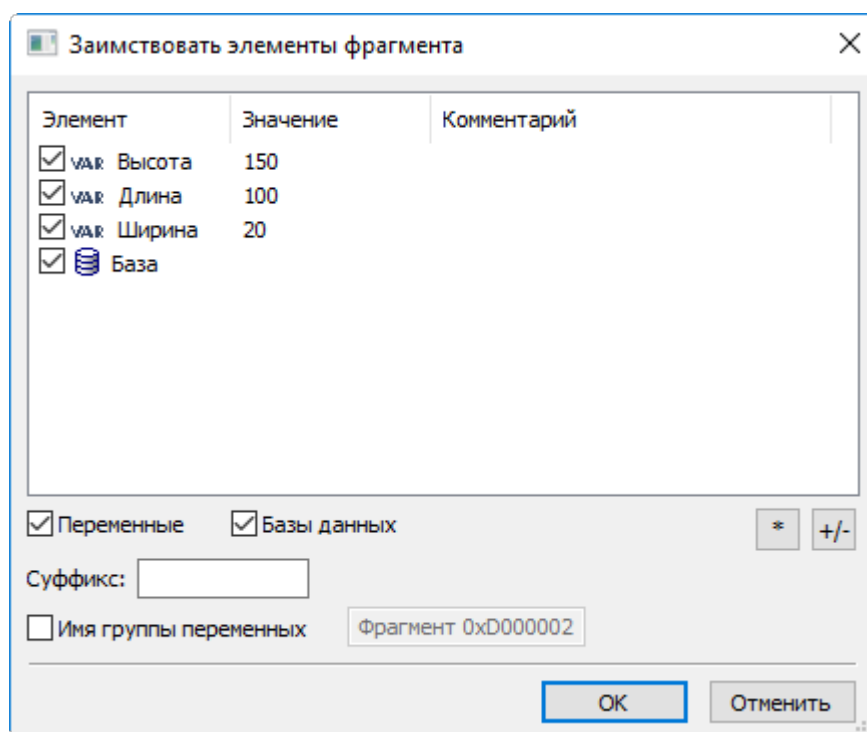 Заимствовать элементы фрагмента
Элемент Значение Комментарий
VAR Высота 150
VAR Длина 100
VAR Ширина 20
База
Переменные Базы данных * +/-
Суффикс:
Имя группы переменных Фрагмент 0xD000002
ОК Отменить